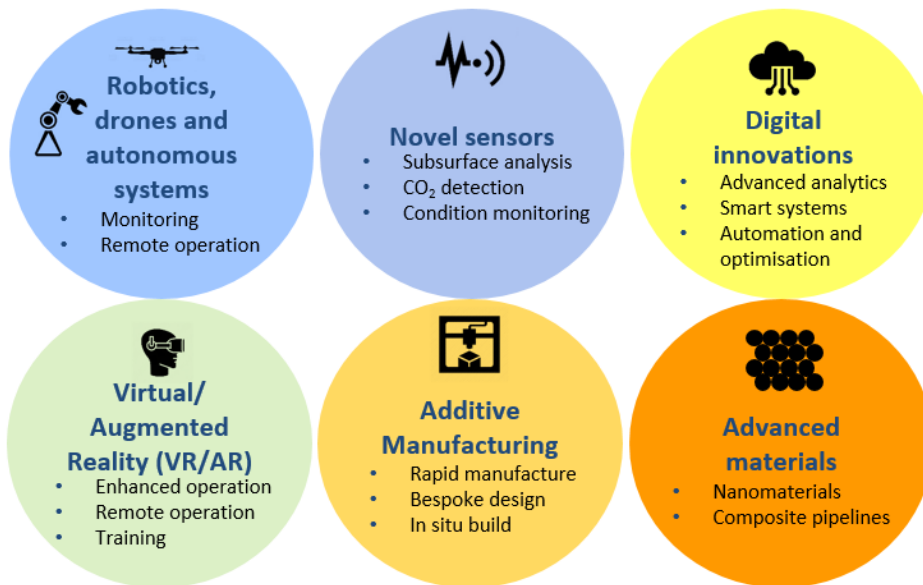 Robotics,
drones and
autonomous
systems
• Monitoring
• Remote operation
Novel sensors
• Subsurface analysis
• CO₂ detection
• Condition monitoring
Digital
innovations
• Advanced analytics
• Smart systems
• Automation and
optimisation
Virtual/
Augmented
Reality (VR/AR)
• Enhanced operation
• Remote operation
• Training
Additive
Manufacturing
• Rapid manufacture
• Bespoke design
• In situ build
Advanced
materials
• Nanomaterials
• Composite pipelines